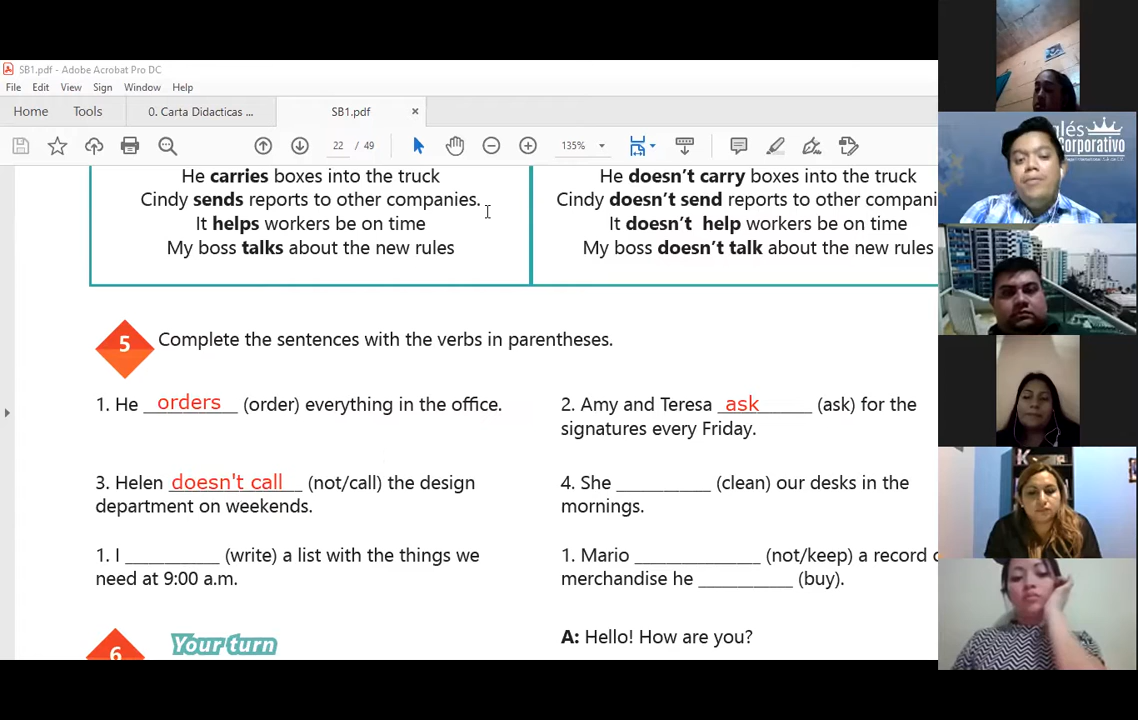 SB1.pdf - Adobe Acrobat Pro DC
File Edit View Sign Window Help
Home Tools 0. Carta Didacticas ... SB1.pdf ×
22 / 49 135%
He carries boxes into the truck
Cindy sends reports to other companies.
It helps workers be on time
My boss talks about the new rules
He doesn't carry boxes into the truck
Cindy doesn't send reports to other compani
It doesn't help workers be on time
My boss doesn't talk about the new rules
5 Complete the sentences with the verbs in parentheses.
1. He orders (order) everything in the office.
2. Amy and Teresa ask (ask) for the
signatures every Friday.
3. Helen doesn't call (not/call) the design
department on weekends.
4. She ___________ (clean) our desks in the
mornings.
1. I ___________ (write) a list with the things we
need at 9:00 a.m.
1. Mario ______________ (not/keep) a record
merchandise he ___________ (buy).
6 Your turn
A: Hello! How are you?
glés
Corporativo